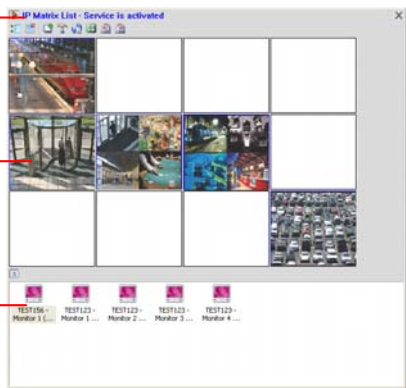 IP Matrix List - Service is activated
TEST156 - Monitor 1 (...
TEST123 - Monitor 1 ...
TEST123 - Monitor 2 ...
TEST123 - Monitor 3 ...
TEST123 - Monitor 4 ...